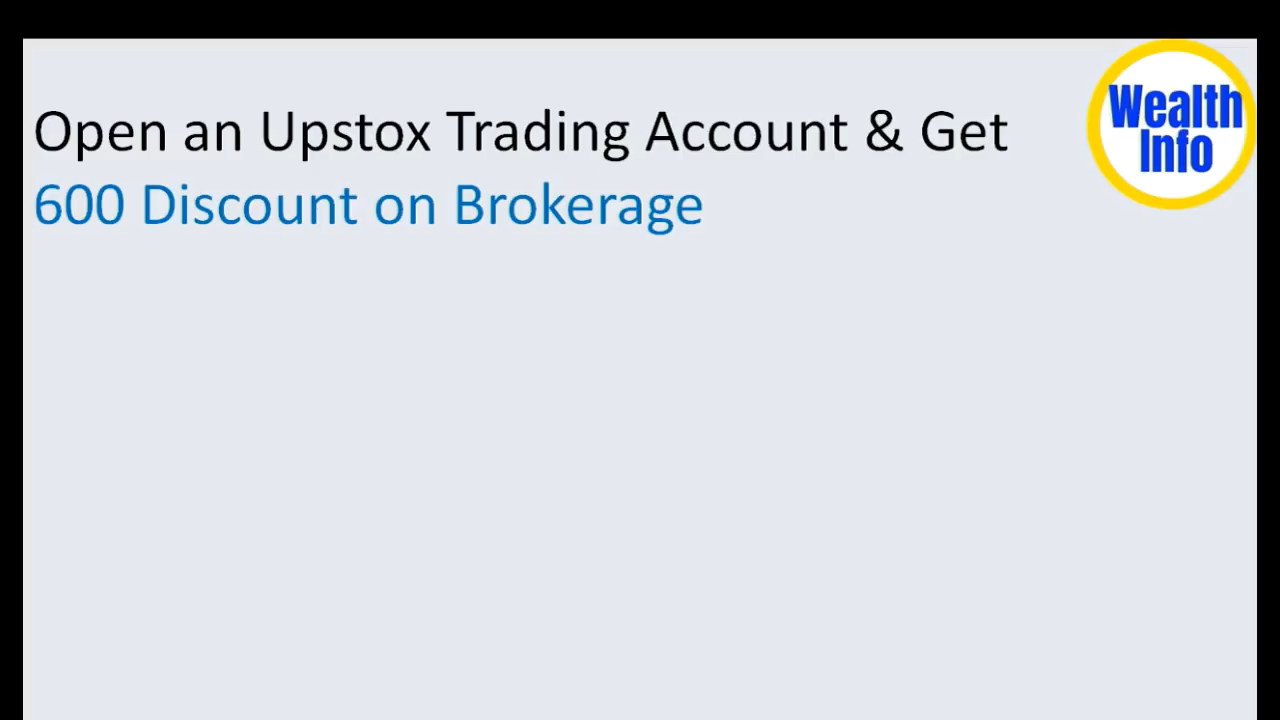 Open an Upstox Trading Account & Get
600 Discount on Brokerage
Wealth
Info